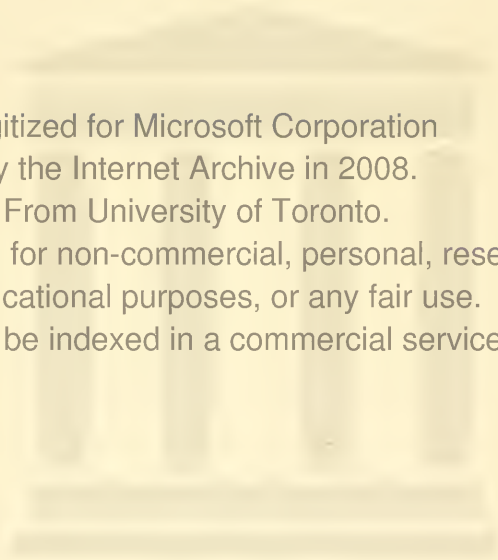 gitized for Microsoft Corporation
y the Internet Archive in 2008.
From University of Toronto.
for non-commercial, personal, rese
cational purposes, or any fair use.
be indexed in a commercial service